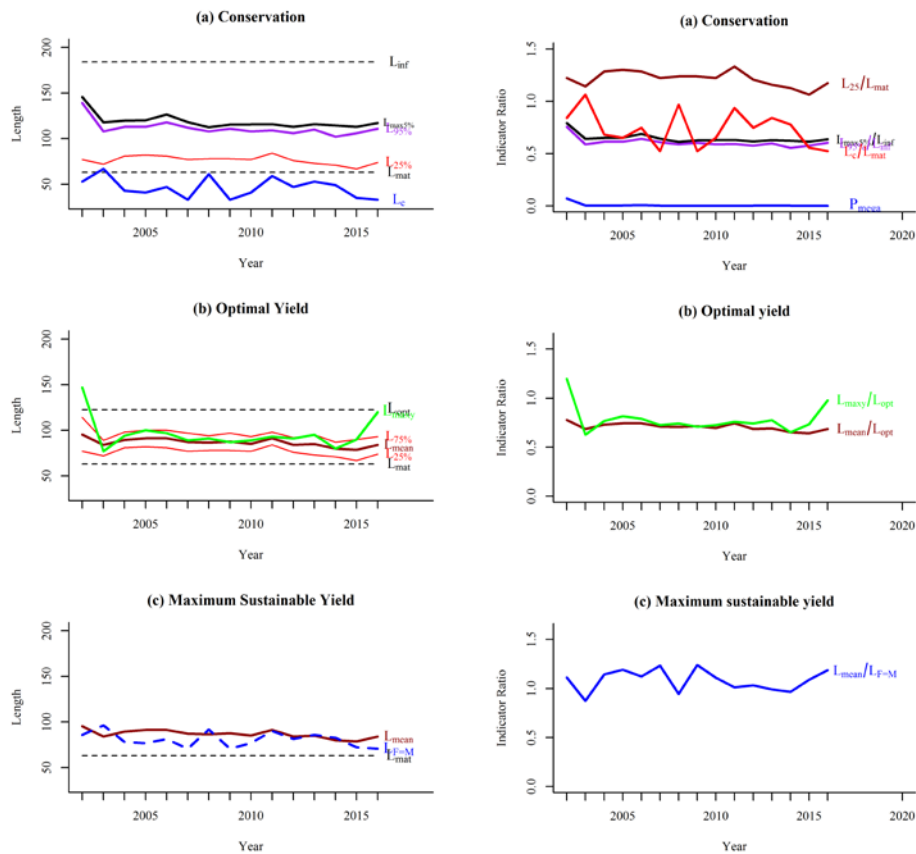 (a) Conservation
200
150
100
50
Length
L_inf
L_max5%
L_95%
L_25%
L_mat
L_c
2005 2010 2015
Year
(a) Conservation
1.5
1.0
0.5
0.0
Indicator Ratio
L_25/L_mat
L_max5%/L_inf
L_c/L_mat
P_mega
2005 2010 2015 2020
Year
(b) Optimal Yield
200
150
100
50
Length
L_opt
L_maxy
L_75%
L_mean
L_25%
L_mat
2005 2010 2015
Year
(b) Optimal yield
1.5
1.0
0.5
0.0
Indicator Ratio
L_maxy/L_opt
L_mean/L_opt
2005 2010 2015 2020
Year
(c) Maximum Sustainable Yield
200
150
100
50
Length
L_mean
L_F=M
L_mat
2005 2010 2015
Year
(c) Maximum sustainable yield
1.5
1.0
0.5
0.0
Indicator Ratio
L_mean/L_F=M
2005 2010 2015 2020
Year